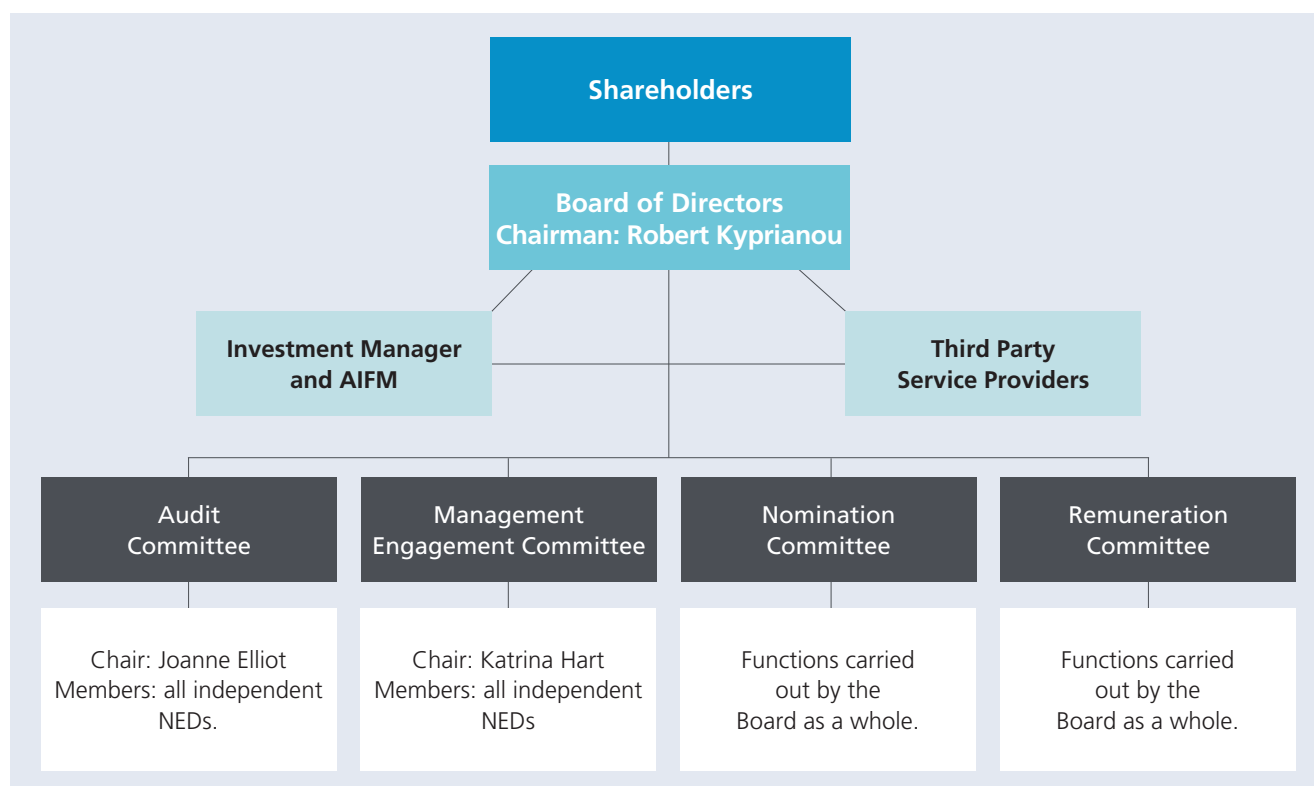 Shareholders
Board of Directors
Chairman: Robert Kyprianou
Investment Manager
and AIFM
Third Party
Service Providers
Audit
Committee
Management
Engagement Committee
Nomination
Committee
Remuneration
Committee
Chair: Joanne Elliot
Members: all independent
NEDs.
Chair: Katrina Hart
Members: all independent
NEDs
Functions carried
out by the
Board as a whole.
Functions carried
out by the
Board as a whole.